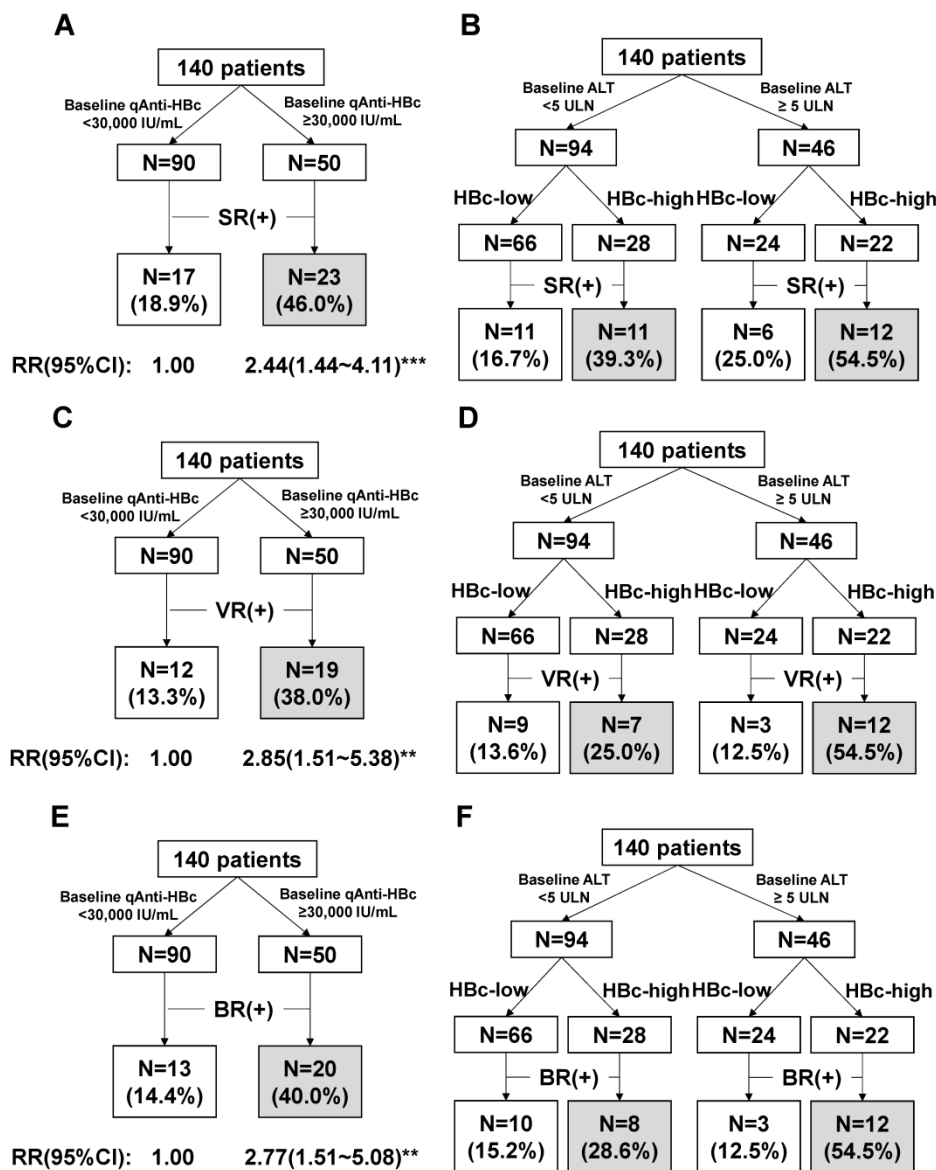 A
140 patients
Baseline qAnti-HBc
<30,000 IU/mL
Baseline qAnti-HBc
≥30,000 IU/mL
N=90
N=50
SR(+)
N=17
(18.9%)
N=23
(46.0%)
RR(95%CI): 1.00 2.44(1.44~4.11)***
B
140 patients
Baseline ALT
<5 ULN
Baseline ALT
≥ 5 ULN
N=94
N=46
HBc-low
HBc-high
HBc-low
HBc-high
N=66
N=28
N=24
N=22
SR(+)
SR(+)
N=11
(16.7%)
N=11
(39.3%)
N=6
(25.0%)
N=12
(54.5%)
C
140 patients
Baseline qAnti-HBc
<30,000 IU/mL
Baseline qAnti-HBc
≥30,000 IU/mL
N=90
N=50
VR(+)
N=12
(13.3%)
N=19
(38.0%)
RR(95%CI): 1.00 2.85(1.51~5.38)**
D
140 patients
Baseline ALT
<5 ULN
Baseline ALT
≥ 5 ULN
N=94
N=46
HBc-low
HBc-high
HBc-low
HBc-high
N=66
N=28
N=24
N=22
VR(+)
VR(+)
N=9
(13.6%)
N=7
(25.0%)
N=3
(12.5%)
N=12
(54.5%)
E
140 patients
Baseline qAnti-HBc
<30,000 IU/mL
Baseline qAnti-HBc
≥30,000 IU/mL
N=90
N=50
BR(+)
N=13
(14.4%)
N=20
(40.0%)
RR(95%CI): 1.00 2.77(1.51~5.08)**
F
140 patients
Baseline ALT
<5 ULN
Baseline ALT
≥ 5 ULN
N=94
N=46
HBc-low
HBc-high
HBc-low
HBc-high
N=66
N=28
N=24
N=22
BR(+)
BR(+)
N=10
(15.2%)
N=8
(28.6%)
N=3
(12.5%)
N=12
(54.5%)